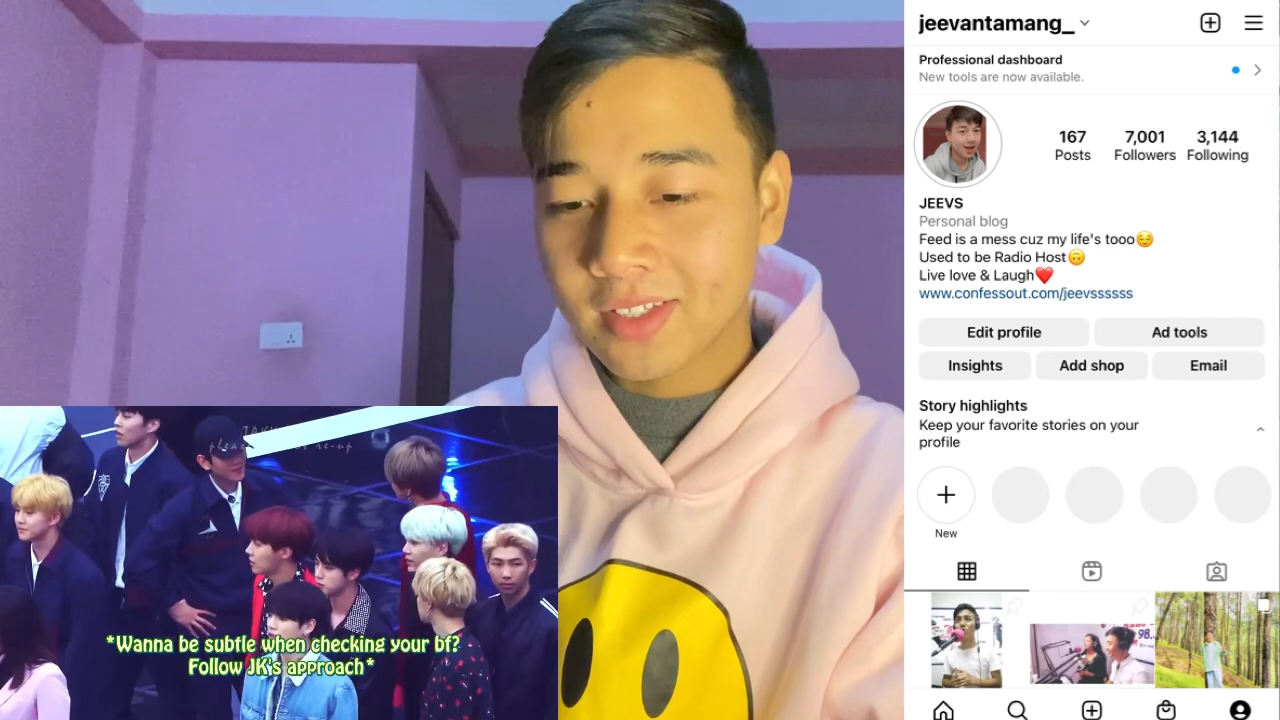 jeevantamang_
Professional dashboard
New tools are now available.
167
Posts
7,001
Followers
3,144
Following
JEEVS
Personal blog
Feed is a mess cuz my life's tooo😌
Used to be Radio Host🙃
Live love & Laugh❤️
www.confessout.com/jeevssssss
Edit profile
Ad tools
Insights
Add shop
Email
Story highlights
Keep your favorite stories on your
profile
New
98.
*Wanna be subtle when checking your bf?
Follow JK's approach*